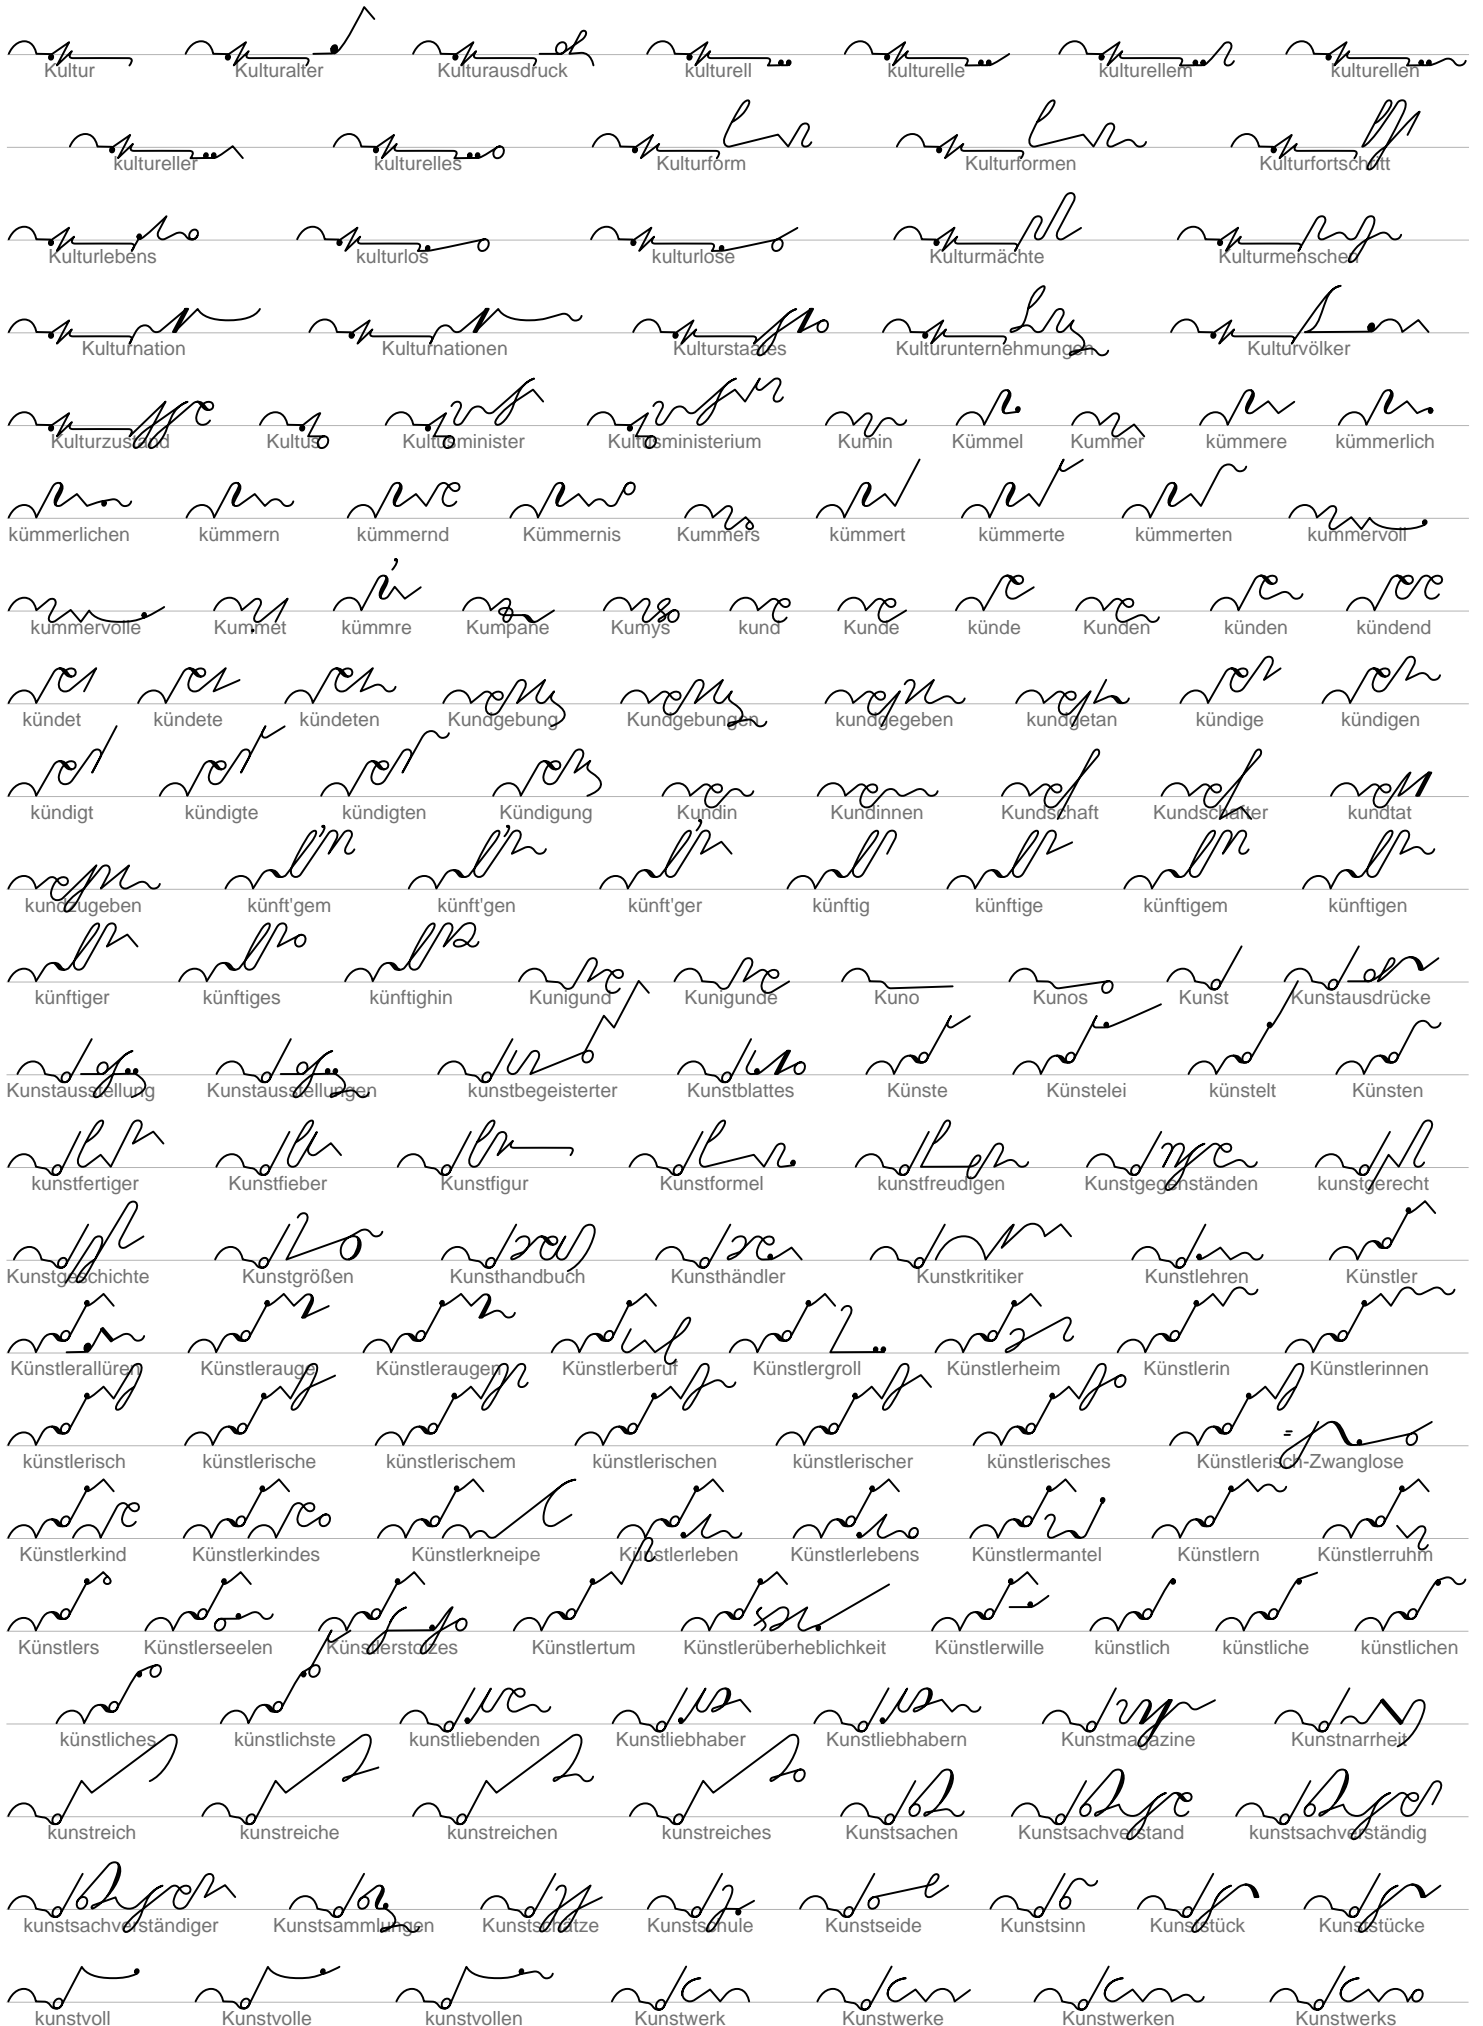 Kultur Kulturalter Kulturausdruck kulturell kulturelle kulturellem kulturellen
kultureller kulturelles Kulturform Kulturformen Kulturfortschritt
Kulturlebens kulturlos kulturlose Kulturmächte Kulturmenschen
Kulturnation Kulturnationen Kulturstaates Kulturunternehmungen Kulturvölker
Kulturzustand Kultus Kultusminister Kultusministerium Kumin Kümmel Kummer kümmere kümmerlich
kümmerlichen kümmern kümmernd Kümmernis Kummers kümmert kümmerte kümmerten kummervoll
kummervolle Kummet kümmre Kumpane Kumys kund Kunde künde Kunden künden kündend
kündet kündete kündeten Kundgebung Kundgebungen kundgegeben kundgetan kündige kündigen
kündigt kündigte kündigten Kündigung Kundin Kundinnen Kundschaft Kundschafter kundtat
kundzugeben künft'gem künft'gen künft'ger künftig künftige künftigem künftigen
künftiger künftiges künftighin Kunigund Kunigunde Kuno Kunos Kunst Kunstausdrücke
Kunstausstellung Kunstausstellungen kunstbegeisterter Kunstblattes Künste Künstelei künstelt Künsten
kunstfertiger Kunstfieber Kunstfigur Kunstformel kunstfreudigen Kunstgegenständen kunstgerecht
Kunstgeschichte Kunstgrößen Kunsthandbuch Kunsthändler Kunstkritiker Kunstlehren Künstler
Künstlerallüren Künstlerauge Künstleraugen Künstlerberuf Künstlergroll Künstlerheim Künstlerin Künstlerinnen
künstlerisch künstlerische künstlerischem künstlerischen künstlerischer künstlerisches Künstlerisch-Zwanglose
Künstlerkind Künstlerkindes Künstlerkneipe Künstlerleben Künstlerlebens Künstlermantel Künstlern Künstlerruhm
Künstlers Künstlerseelen Künstlerstolzes Künstlertum Künstlerüberheblichkeit Künstlerwille künstlich künstliche künstlichen
künstliches künstlichste kunstliebenden Kunstliebhaber Kunstliebhabern Kunstmagazine Kunstnarrheit
kunstreich kunstreiche kunstreichen kunstreiches Kunstsachen Kunstsachverstand kunstsachverständig
kunstsachverständiger Kunstsammlungen Kunstschätze Kunstschule Kunstseide Kunstsinn Kunststück Kunststücke
kunstvoll Kunstvolle kunstvollen Kunstwerk Kunstwerke Kunstwerken Kunstwerks